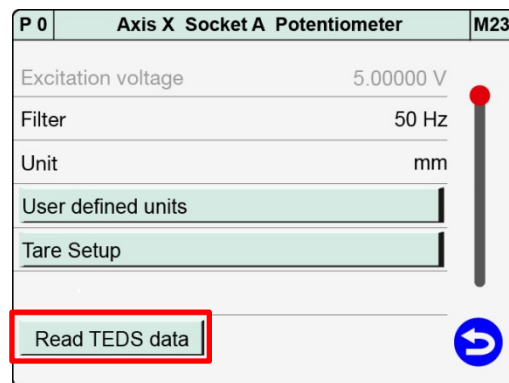 P 0 Axis X Socket A Potentiometer M23
Excitation voltage 5.00000 V
Filter 50 Hz
Unit mm
User defined units
Tare Setup
Read TEDS data